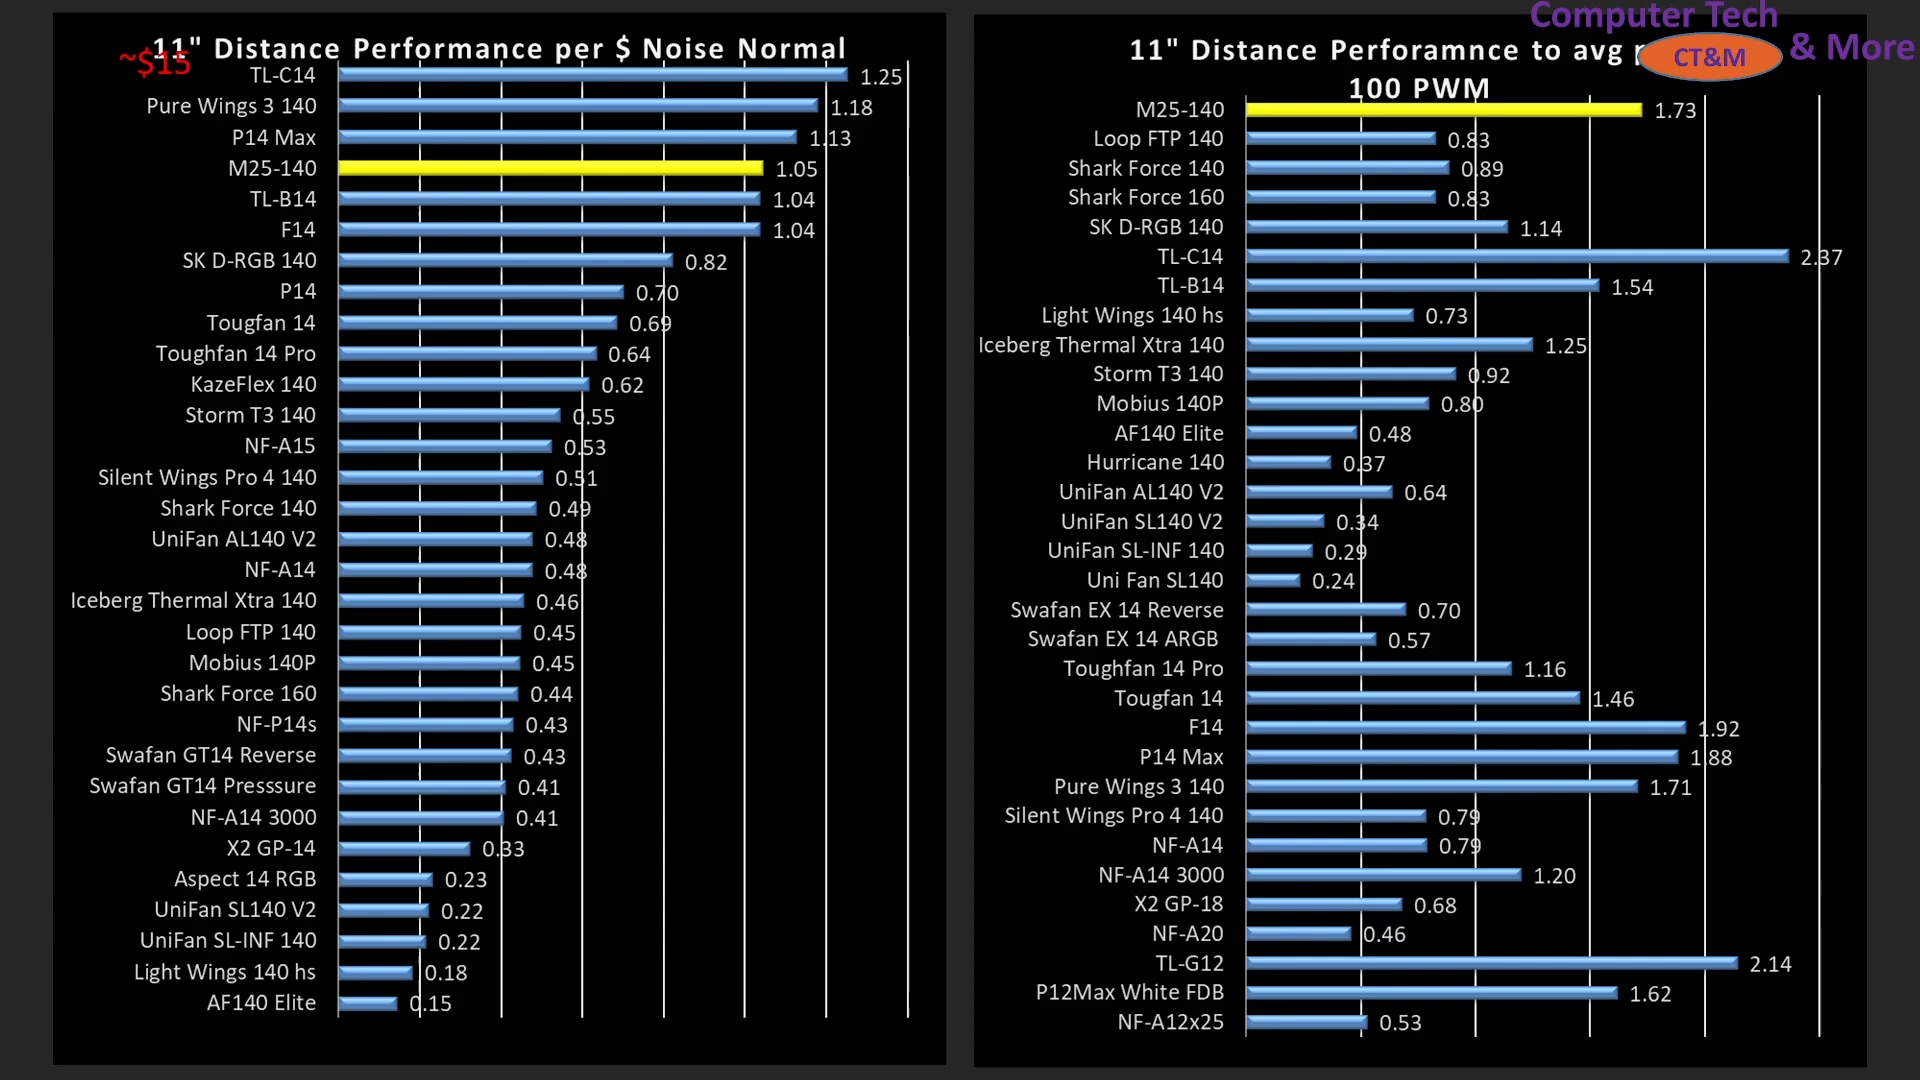 11" Distance Performance per $ Noise Normal
~$15
TL-C14 1.25
Pure Wings 3 140 1.18
P14 Max 1.13
M25-140 1.05
TL-B14 1.04
F14 1.04
SK D-RGB 140 0.82
P14 0.70
Tougfan 14 0.69
Toughfan 14 Pro 0.64
KazeFlex 140 0.62
Storm T3 140 0.55
NF-A15 0.53
Silent Wings Pro 4 140 0.51
Shark Force 140 0.49
UniFan AL140 V2 0.48
NF-A14 0.48
Iceberg Thermal Xtra 140 0.46
Loop FTP 140 0.45
Mobius 140P 0.45
Shark Force 160 0.44
NF-P14s 0.43
Swafan GT14 Reverse 0.43
Swafan GT14 Presssure 0.41
NF-A14 3000 0.41
X2 GP-14 0.33
Aspect 14 RGB 0.23
UniFan SL140 V2 0.22
UniFan SL-INF 140 0.22
Light Wings 140 hs 0.18
AF140 Elite 0.15
Computer Tech
& More
CT&M
11" Distance Perforamnce to avg
100 PWM
M25-140 1.73
Loop FTP 140 0.83
Shark Force 140 0.89
Shark Force 160 0.83
SK D-RGB 140 1.14
TL-C14 2.37
TL-B14 1.54
Light Wings 140 hs 0.73
Iceberg Thermal Xtra 140 1.25
Storm T3 140 0.92
Mobius 140P 0.80
AF140 Elite 0.48
Hurricane 140 0.37
UniFan AL140 V2 0.64
UniFan SL140 V2 0.34
UniFan SL-INF 140 0.29
Uni Fan SL140 0.24
Swafan EX 14 Reverse 0.70
Swafan EX 14 ARGB 0.57
Toughfan 14 Pro 1.16
Tougfan 14 1.46
F14 1.92
P14 Max 1.88
Pure Wings 3 140 1.71
Silent Wings Pro 4 140 0.79
NF-A14 0.79
NF-A14 3000 1.20
X2 GP-18 0.68
NF-A20 0.46
TL-G12 2.14
P12Max White FDB 1.62
NF-A12x25 0.53